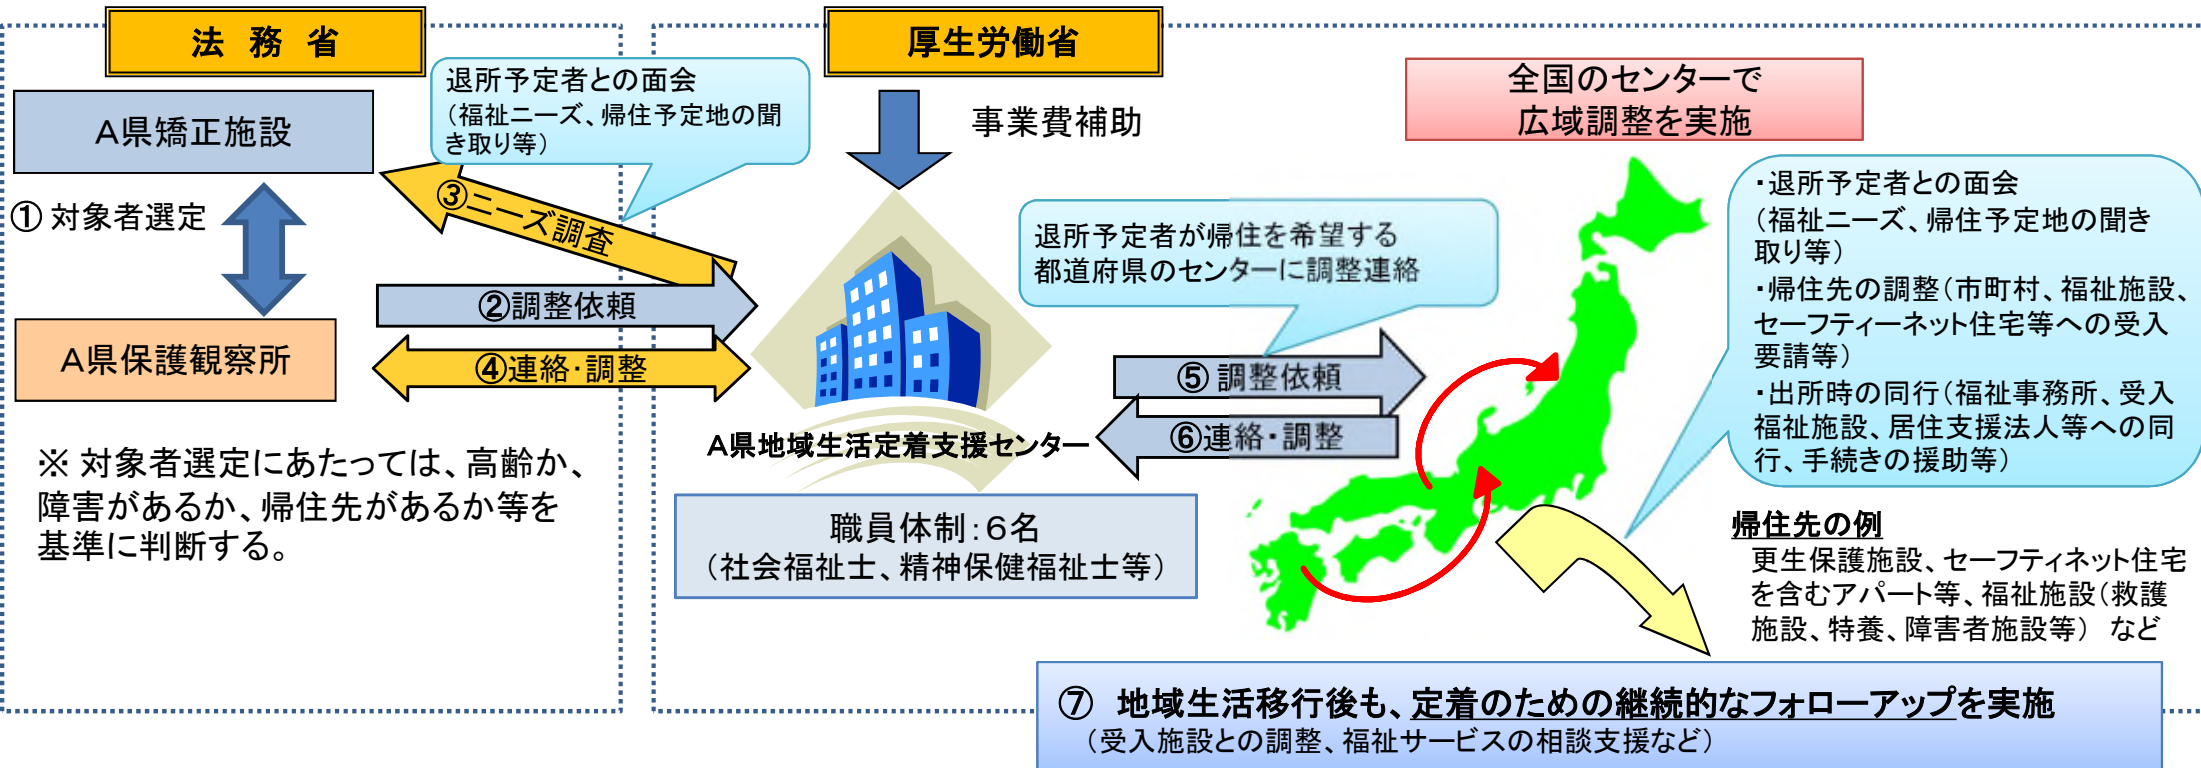 法 務 省
A県矯正施設
① 対象者選定
A県保護観察所
※ 対象者選定にあたっては、高齢か、
障害があるか、帰住先があるか等を
基準に判断する。
退所予定者との面会
（福祉ニーズ、帰住予定地の聞
き取り等）
③ニーズ調査
②調整依頼
④連絡・調整
厚生労働省
事業費補助
A県地域生活定着支援センター
職員体制：６名
（社会福祉士、精神保健福祉士等）
退所予定者が帰住を希望する
都道府県のセンターに調整連絡
⑤ 調整依頼
⑥連絡・調整
全国のセンターで
広域調整を実施
・退所予定者との面会
（福祉ニーズ、帰住予定地の聞き
取り等）
・帰住先の調整（市町村、福祉施設、
セーフティーネット住宅等への受入
要請等）
・出所時の同行（福祉事務所、受入
福祉施設、居住支援法人等への同
行、手続きの援助等）
帰住先の例
更生保護施設、セーフティネット住宅
を含むアパート等、福祉施設（救護
施設、特養、障害者施設等） など
⑦ 地域生活移行後も、定着のための継続的なフォローアップを実施
（受入施設との調整、福祉サービスの相談支援など）